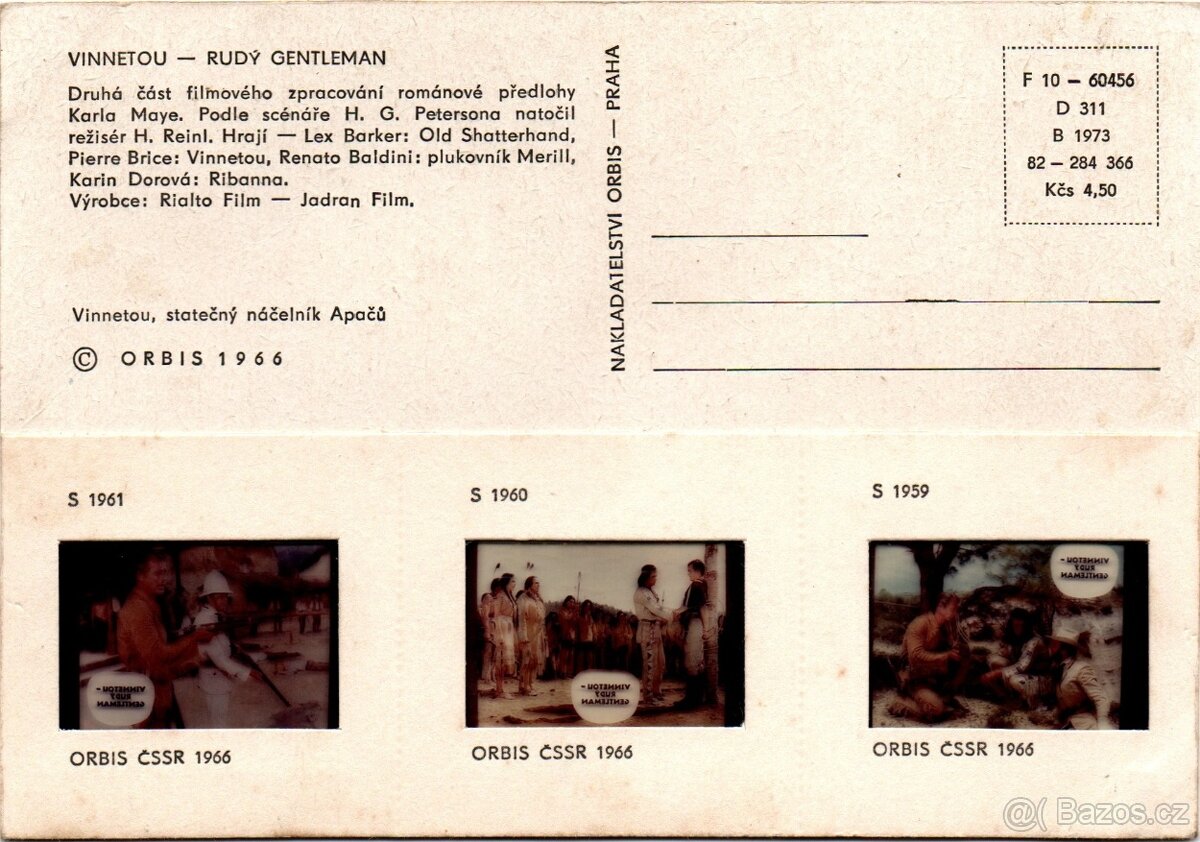 VINNETOU — RUDÝ GENTLEMAN
Druhá část filmového zpracování románové předlohy
Karla Maye. Podle scénáře H. G. Petersona natočil
režisér H. Reinl. Hrají — Lex Barker: Old Shatterhand,
Pierre Brice: Vinnetou, Renato Baldini: plukovník Merill,
Karin Dorová: Ribanna.
Výrobce: Rialto Film — Jadran Film.
Vinnetou, statečný náčelník Apačů
© ORBIS 1966
NAKLADATELSTVÍ ORBIS — PRAHA
F 10 — 60456
D 311
B 1973
82 — 284 366
Kčs 4,50
S 1961
S 1960
S 1959
VINNETOU –
RUDÝ
GENTLEMAN
VINNETOU –
RUDÝ
GENTLEMAN
VINNETOU –
RUDÝ
GENTLEMAN
ORBIS ČSSR 1966
ORBIS ČSSR 1966
ORBIS ČSSR 1966
@( Bazos.cz